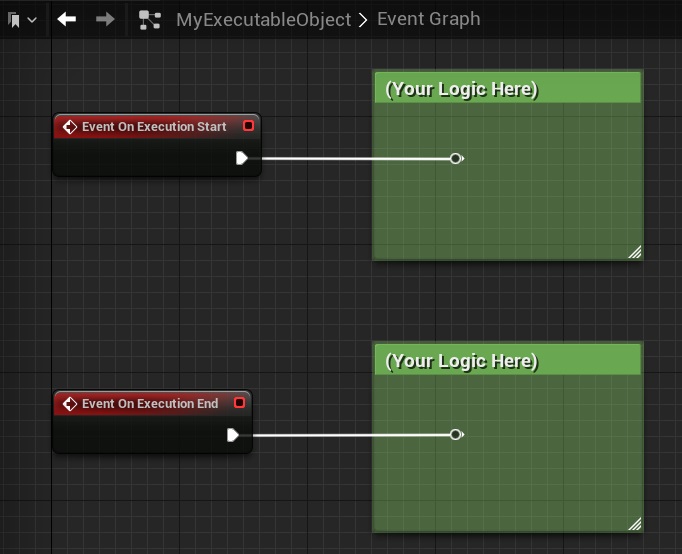 MyExecutableObject > Event Graph
(Your Logic Here)
Event On Execution Start
(Your Logic Here)
Event On Execution End